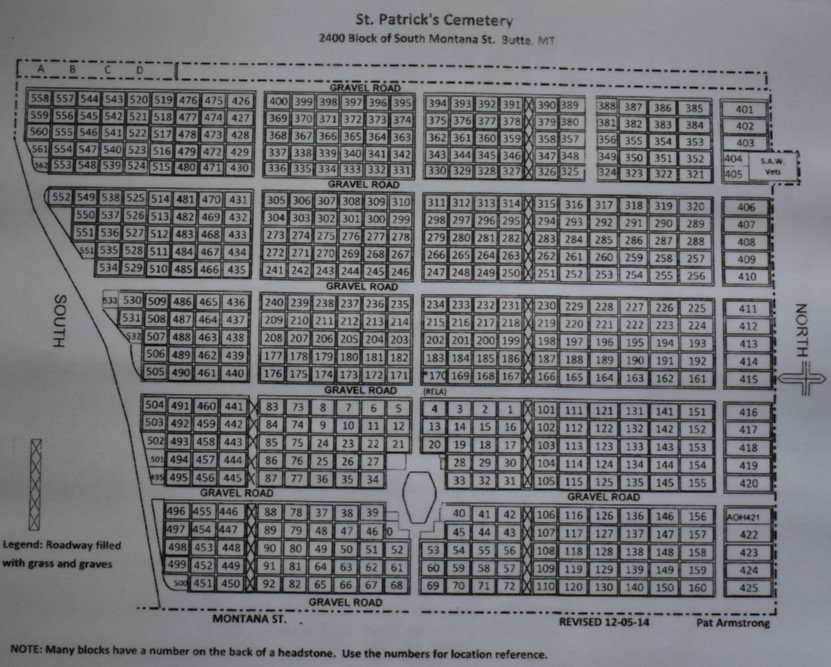 St. Patrick's Cemetery
2400 Block of South Montana St. Butte, MT
A B C D
GRAVEL ROAD
558 557 544 543 520 519 476 475 426 400 399 398 397 396 395 394 393 392 391 390 389 388 387 386 385 401
559 556 545 542 521 518 477 474 427 369 370 371 372 373 374 375 376 377 378 379 380 381 382 383 384 402
560 555 546 541 522 517 478 473 428 368 367 366 365 364 363 362 361 360 359 358 357 356 355 354 353 403
561 554 547 540 523 516 479 472 429 337 338 339 340 341 342 343 344 345 346 347 348 349 350 351 352 404 S.A.W.
562 553 548 539 524 515 480 471 430 336 335 334 333 332 331 330 329 328 327 326 325 324 323 322 321 405 Vets
GRAVEL ROAD
552 549 538 525 514 481 470 431 305 306 307 308 309 310 311 312 313 314 315 316 317 318 319 320 406
550 537 526 513 482 469 432 304 303 302 301 300 299 298 297 296 295 294 293 292 291 290 289 407
551 536 527 512 483 468 433 273 274 275 276 277 278 279 280 281 282 283 284 285 286 287 288 408
551 535 528 511 484 467 434 272 271 270 269 268 267 266 265 264 263 262 261 260 259 258 257 409
534 529 510 485 466 435 241 242 243 244 245 246 247 248 249 250 251 252 253 254 255 256 410
GRAVEL ROAD
533 530 509 486 465 436 240 239 238 237 236 235 234 233 232 231 230 229 228 227 226 225 411
531 508 487 464 437 209 210 211 212 213 214 215 216 217 218 219 220 221 222 223 224 412
532 507 488 463 438 208 207 206 205 204 203 202 201 200 199 198 197 196 195 194 193 413
506 489 462 439 177 178 179 180 181 182 183 184 185 186 187 188 189 190 191 192 414
505 490 461 440 176 175 174 173 172 171 *170 169 168 167 166 165 164 163 162 161 415
SOUTH
NORTH
GRAVEL ROAD (RELA)
504 491 460 441 83 73 8 7 6 5 4 3 2 1 101 111 121 131 141 151 416
503 492 459 442 84 74 9 10 11 12 13 14 15 16 102 112 122 132 142 152 417
502 493 458 443 85 75 24 23 22 21 20 19 18 17 103 113 123 133 143 153 418
501 494 457 444 86 76 25 26 27 28 29 30 104 114 124 134 144 154 419
495 495 456 445 87 77 36 35 34 33 32 31 105 115 125 135 145 155 420
GRAVEL ROAD GRAVEL ROAD
496 455 446 88 78 37 38 39 40 41 42 106 116 126 136 146 156 AOH421
497 454 447 89 79 48 47 46 0 45 44 43 107 117 127 137 147 157 422
498 453 448 90 80 49 50 51 52 53 54 55 56 108 118 128 138 148 158 423
499 452 449 91 81 64 63 62 61 60 59 58 57 109 119 129 139 149 159 424
500 451 450 92 82 65 66 67 68 69 70 71 72 110 120 130 140 150 160 425
Legend: Roadway filled
with grass and graves
GRAVEL ROAD
MONTANA ST. REVISED 12-05-14 Pat Armstrong
NOTE: Many blocks have a number on the back of a headstone. Use the numbers for location reference.